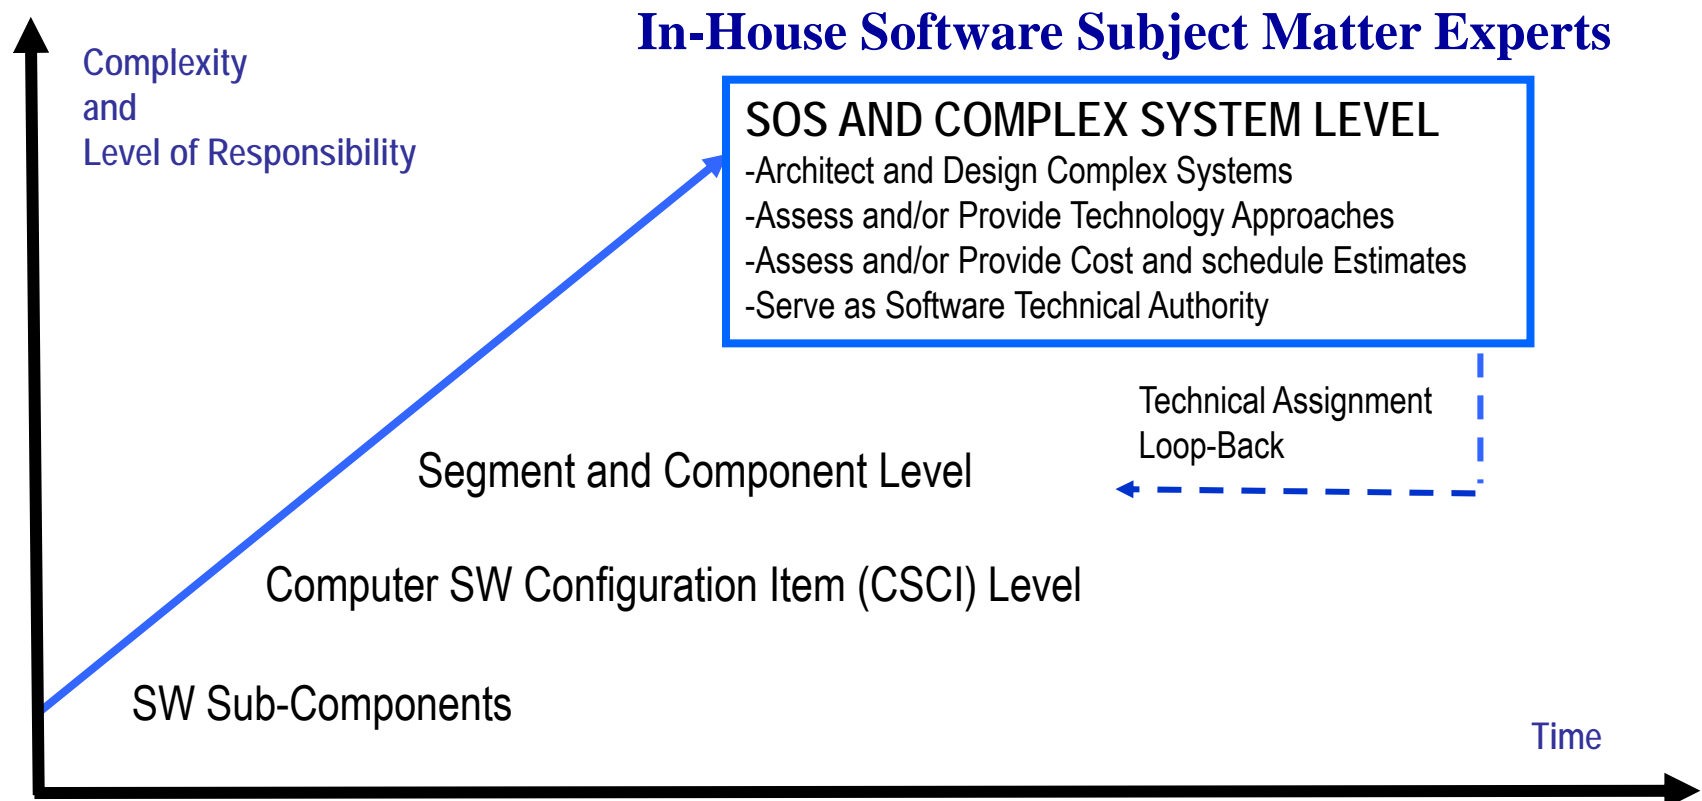 In-House Software Subject Matter Experts
Complexity
and
Level of Responsibility
SOS AND COMPLEX SYSTEM LEVEL
-Architect and Design Complex Systems
-Assess and/or Provide Technology Approaches
-Assess and/or Provide Cost and schedule Estimates
-Serve as Software Technical Authority
Technical Assignment
Loop-Back
Segment and Component Level
Computer SW Configuration Item (CSCI) Level
SW Sub-Components
Time